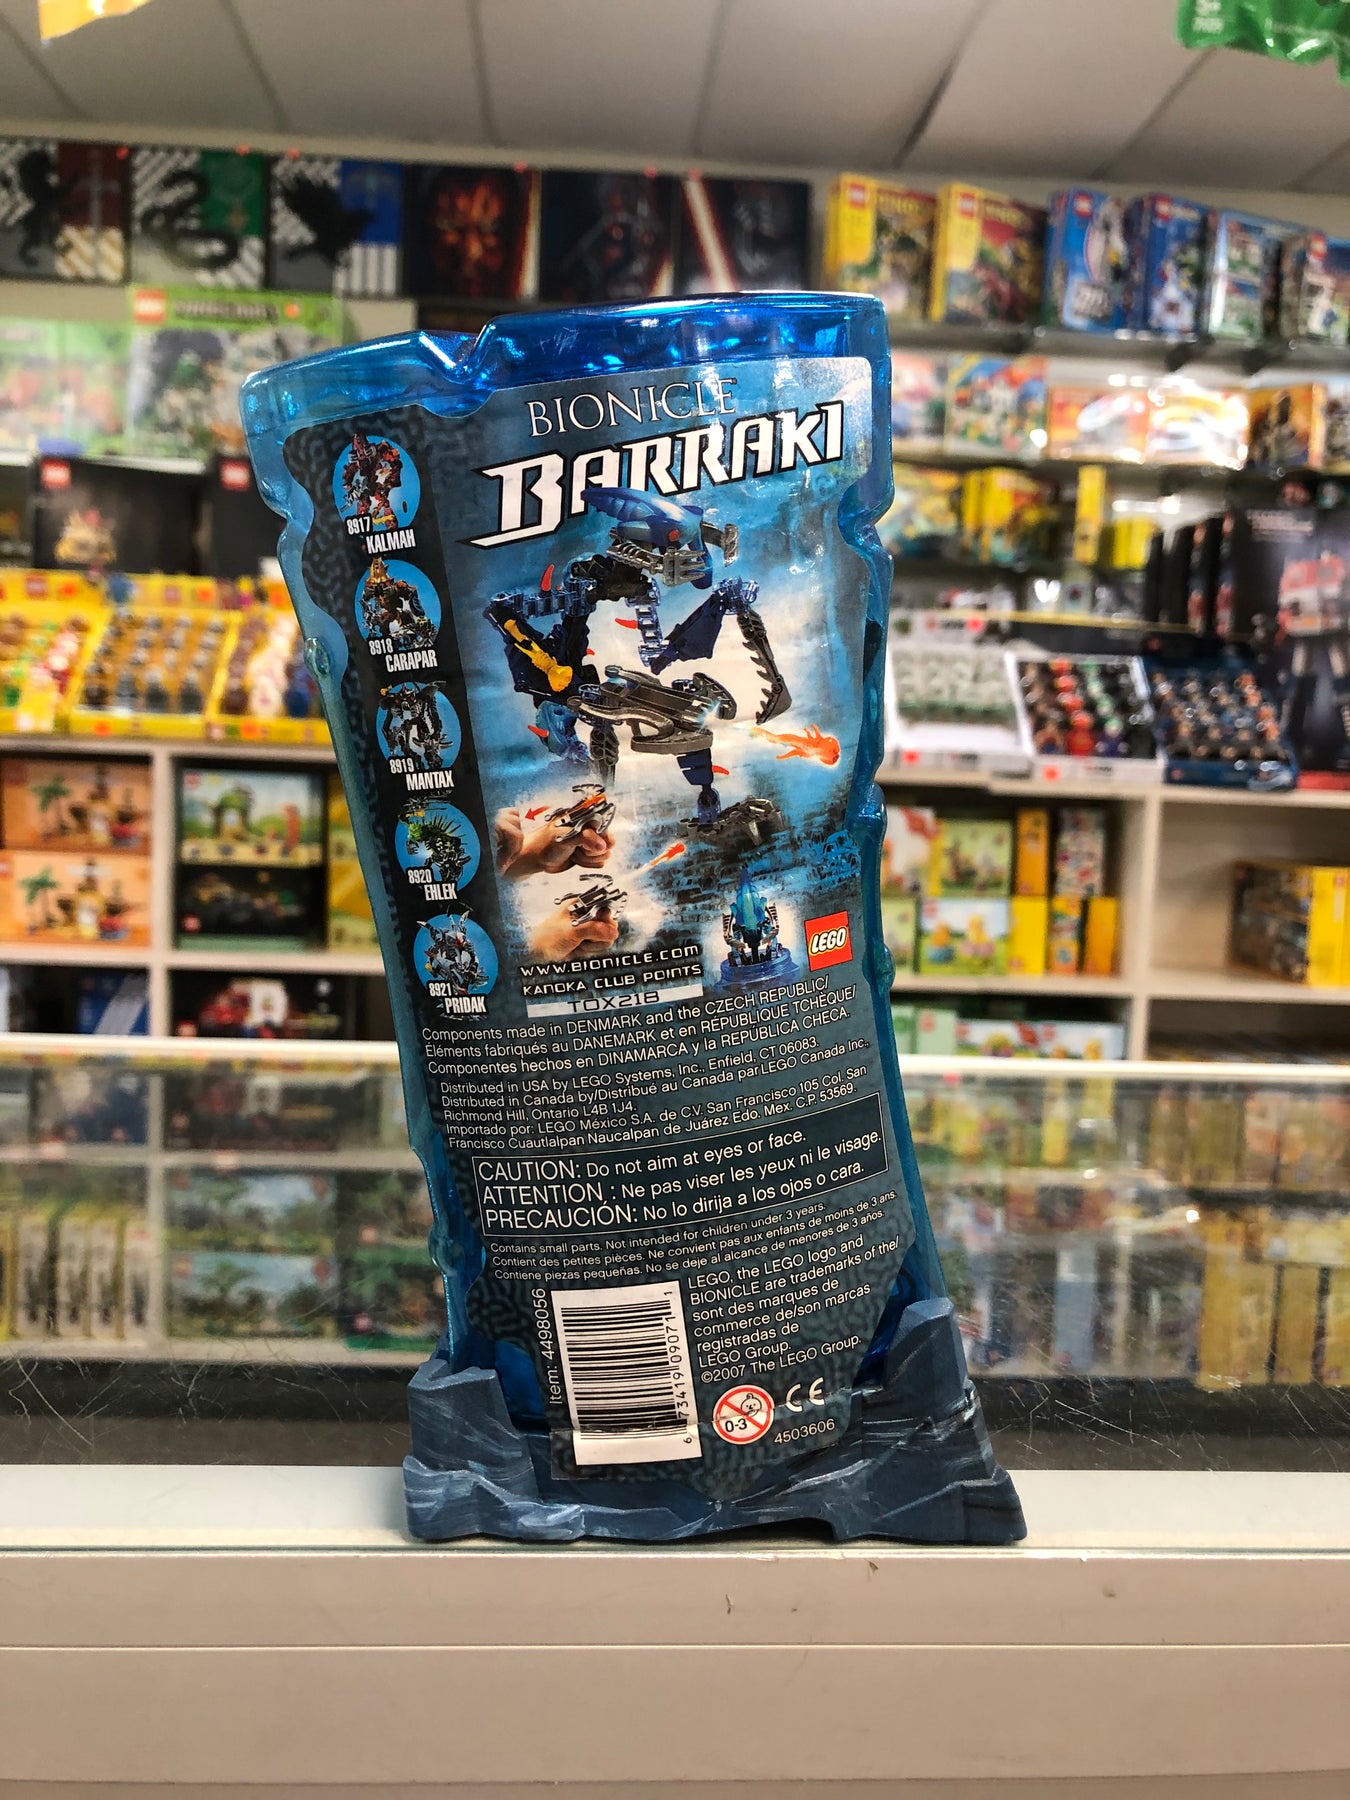 BIONICLE
BARRAKI
8917
KALMAH
8918
CARAPAR
8919
MANTAX
8920
EHLEK
8921
PRIDAK
WWW.BIONICLE.COM
KANOKA CLUB POINTS
TOX218
LEGO
Components made in DENMARK and the CZECH REPUBLIC/
Éléments fabriqués au DANEMARK et en RÉPUBLIQUE TCHÈQUE/
Componentes hechos en DINAMARCA y la REPÚBLICA CHECA.
Distributed in USA by LEGO Systems, Inc., Enfield, CT 06083.
Distributed in Canada by/Distribué au Canada par LEGO Canada Inc.,
Richmond Hill, Ontario L4B 1J4.
Importado por: LEGO México S.A. de C.V. San Francisco 105 Col. San
Francisco Cuautlalpan Naucalpan de Juárez Edo. Mex. C.P. 53569.
CAUTION: Do not aim at eyes or face.
ATTENTION : Ne pas viser les yeux ni le visage.
PRECAUCIÓN: No lo dirija a los ojos o cara.
Contains small parts. Not intended for children under 3 years.
Contient des petites pièces. Ne convient pas aux enfants de moins de 3 ans.
Contiene piezas pequeñas. No se deje al alcance de menores de 3 años.
Item: 4498056
6 73419 09071 1
LEGO, the LEGO logo and
BIONICLE are trademarks of the/
sont des marques de
commerce de/son marcas
registradas de
LEGO Group.
©2007 The LEGO Group.
0-3
CE
4503606